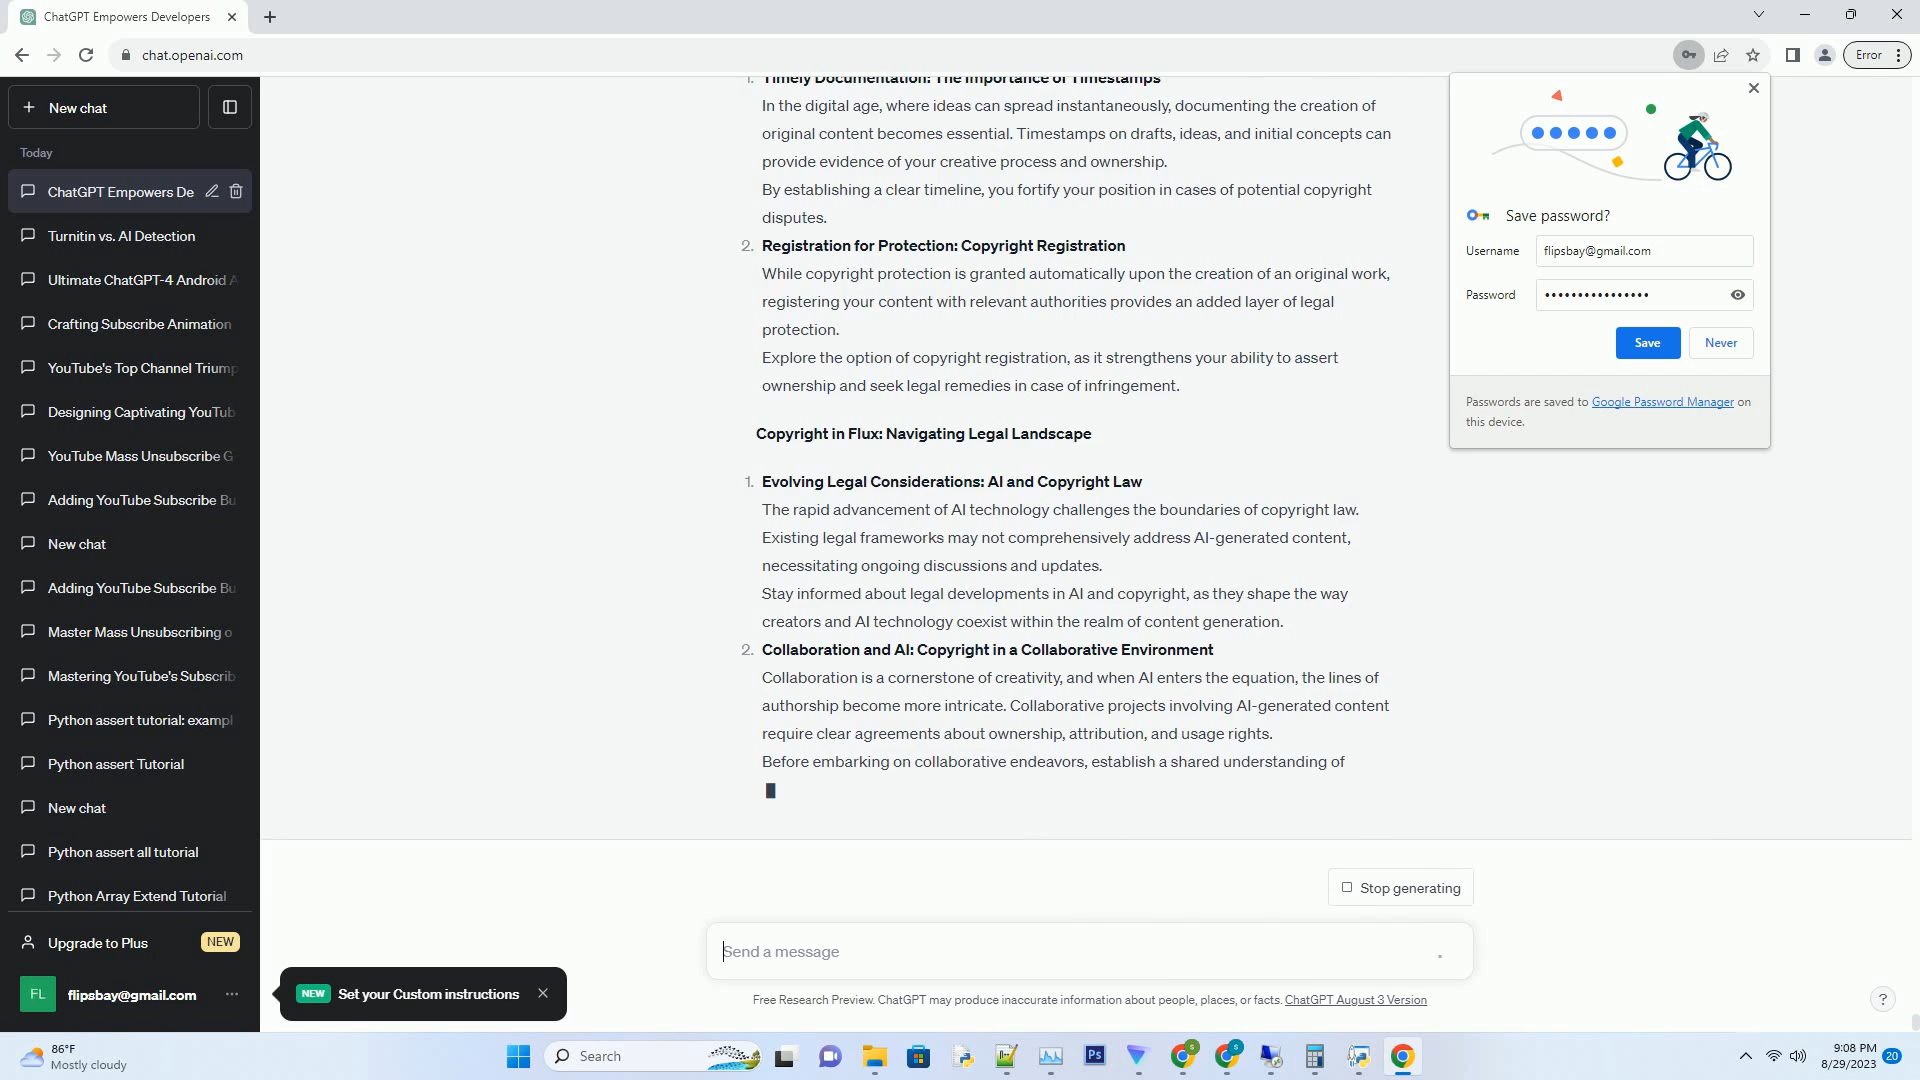 ChatGPT Empowers Developers
chat.openai.com
Error
New chat
Today
ChatGPT Empowers De
Turnitin vs. AI Detection
Ultimate ChatGPT-4 Android A
Crafting Subscribe Animation
YouTube's Top Channel Triump
Designing Captivating YouTub
YouTube Mass Unsubscribe G
Adding YouTube Subscribe Bu
New chat
Adding YouTube Subscribe Bu
Master Mass Unsubscribing o
Mastering YouTube's Subscrib
Python assert tutorial: exampl
Python assert Tutorial
New chat
Python assert all tutorial
Python Array Extend Tutorial
Upgrade to Plus
NEW
FL
flipsbay@gmail.com
1. Timely Documentation: The Importance of Timestamps
In the digital age, where ideas can spread instantaneously, documenting the creation of
original content becomes essential. Timestamps on drafts, ideas, and initial concepts can
provide evidence of your creative process and ownership.
By establishing a clear timeline, you fortify your position in cases of potential copyright
disputes.
2. Registration for Protection: Copyright Registration
While copyright protection is granted automatically upon the creation of an original work,
registering your content with relevant authorities provides an added layer of legal
protection.
Explore the option of copyright registration, as it strengthens your ability to assert
ownership and seek legal remedies in case of infringement.
Copyright in Flux: Navigating Legal Landscape
1. Evolving Legal Considerations: AI and Copyright Law
The rapid advancement of AI technology challenges the boundaries of copyright law.
Existing legal frameworks may not comprehensively address AI-generated content,
necessitating ongoing discussions and updates.
Stay informed about legal developments in AI and copyright, as they shape the way
creators and AI technology coexist within the realm of content generation.
2. Collaboration and AI: Copyright in a Collaborative Environment
Collaboration is a cornerstone of creativity, and when AI enters the equation, the lines of
authorship become more intricate. Collaborative projects involving AI-generated content
require clear agreements about ownership, attribution, and usage rights.
Before embarking on collaborative endeavors, establish a shared understanding of
Save password?
Username
flipsbay@gmail.com
Password
••••••••••••••••
Save
Never
Passwords are saved to Google Password Manager on
this device.
Stop generating
Send a message
NEW
Set your Custom instructions
Free Research Preview. ChatGPT may produce inaccurate information about people, places, or facts. ChatGPT August 3 Version
?
86°F
Mostly cloudy
Search
Ps
S
S
9:08 PM
8/29/2023
20